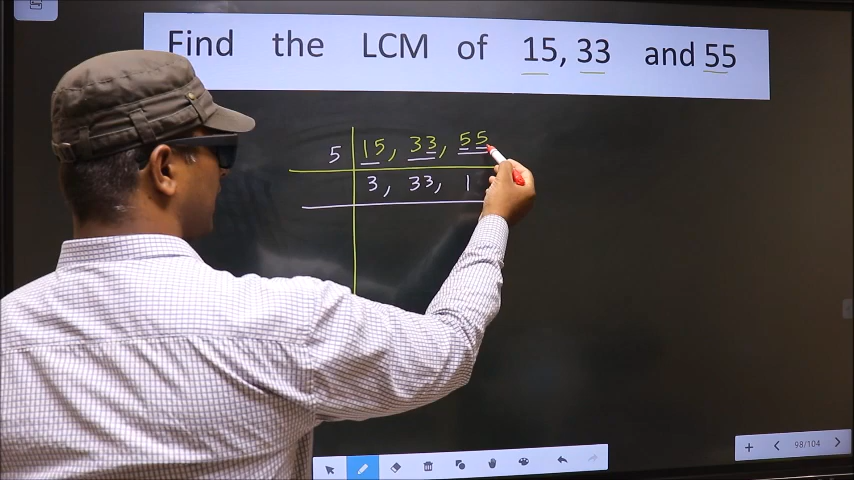 Find the LCM of 15, 33 and 55
5 15, 33, 55
3, 33, 1
98/104